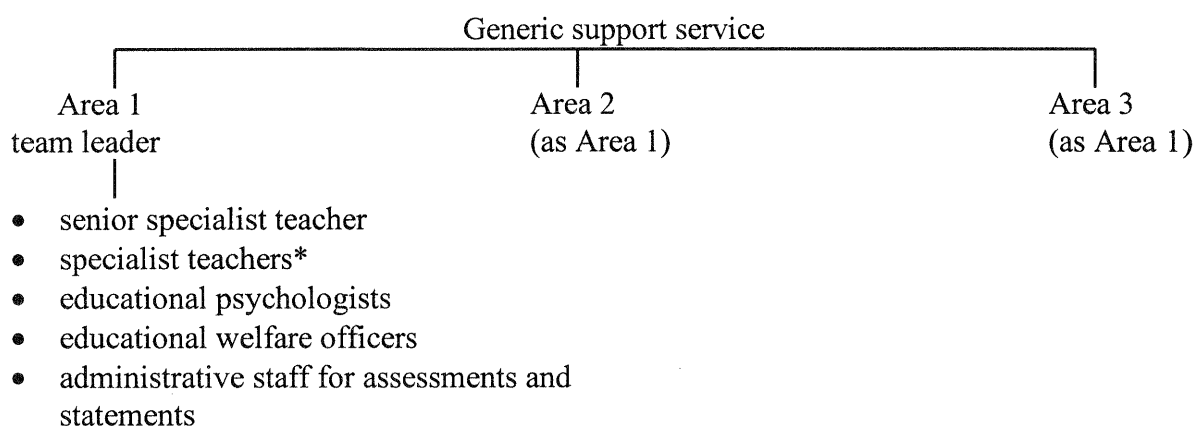 Generic support service
Area 1
team leader
Area 2
(as Area 1)
Area 3
(as Area 1)
• senior specialist teacher
• specialist teachers*
• educational psychologists
• educational welfare officers
• administrative staff for assessments and
statements